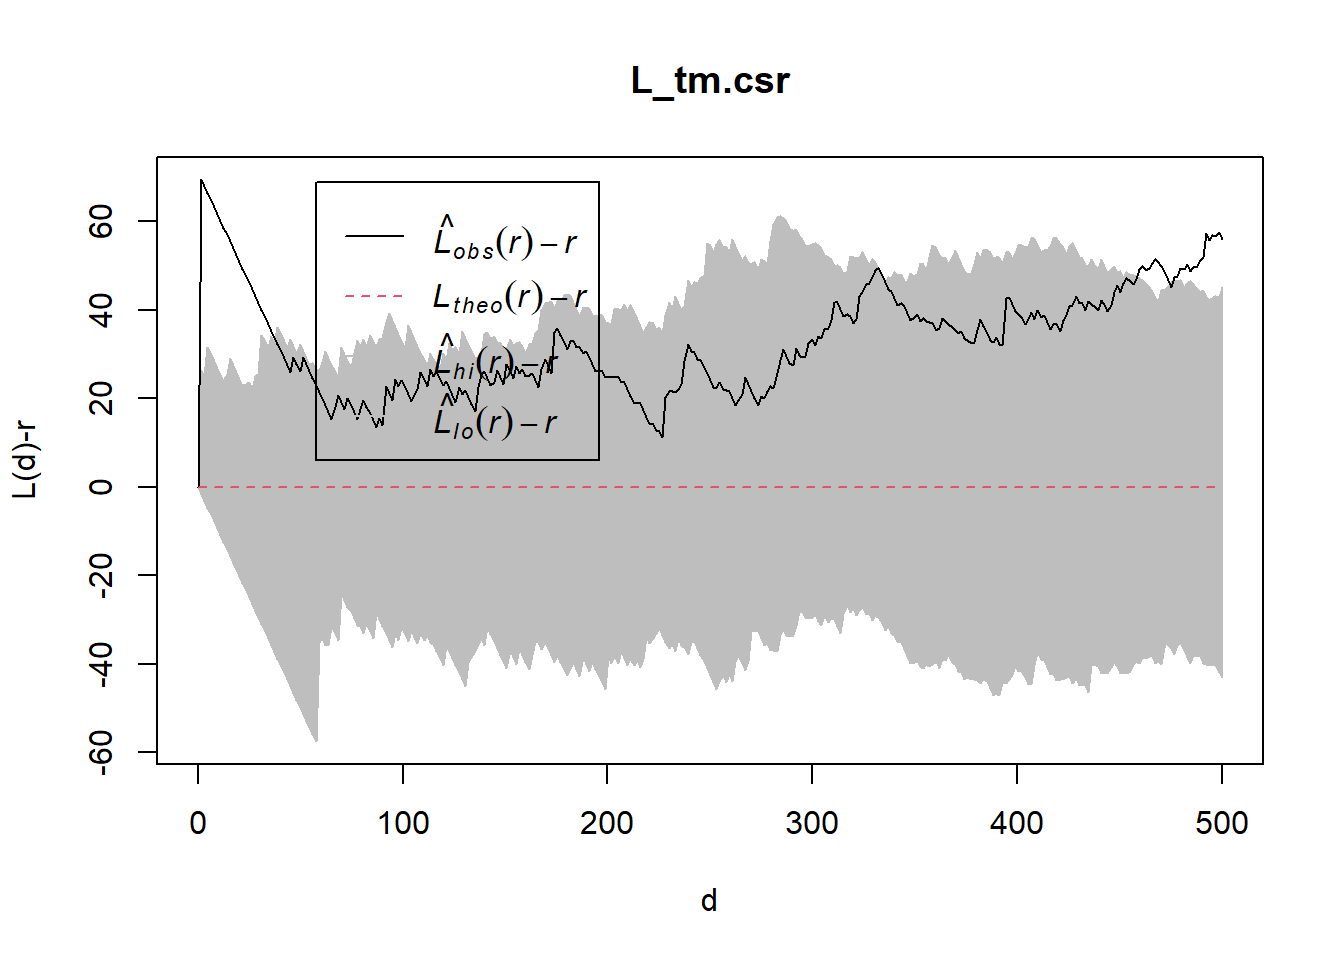 L_tm.csr
L̂obs(r) − r
Ltheo(r) − r
L̂hi(r) − r
L̂lo(r) − r
L(d)-r
60
40
20
0
-20
-40
-60
0 100 200 300 400 500
d